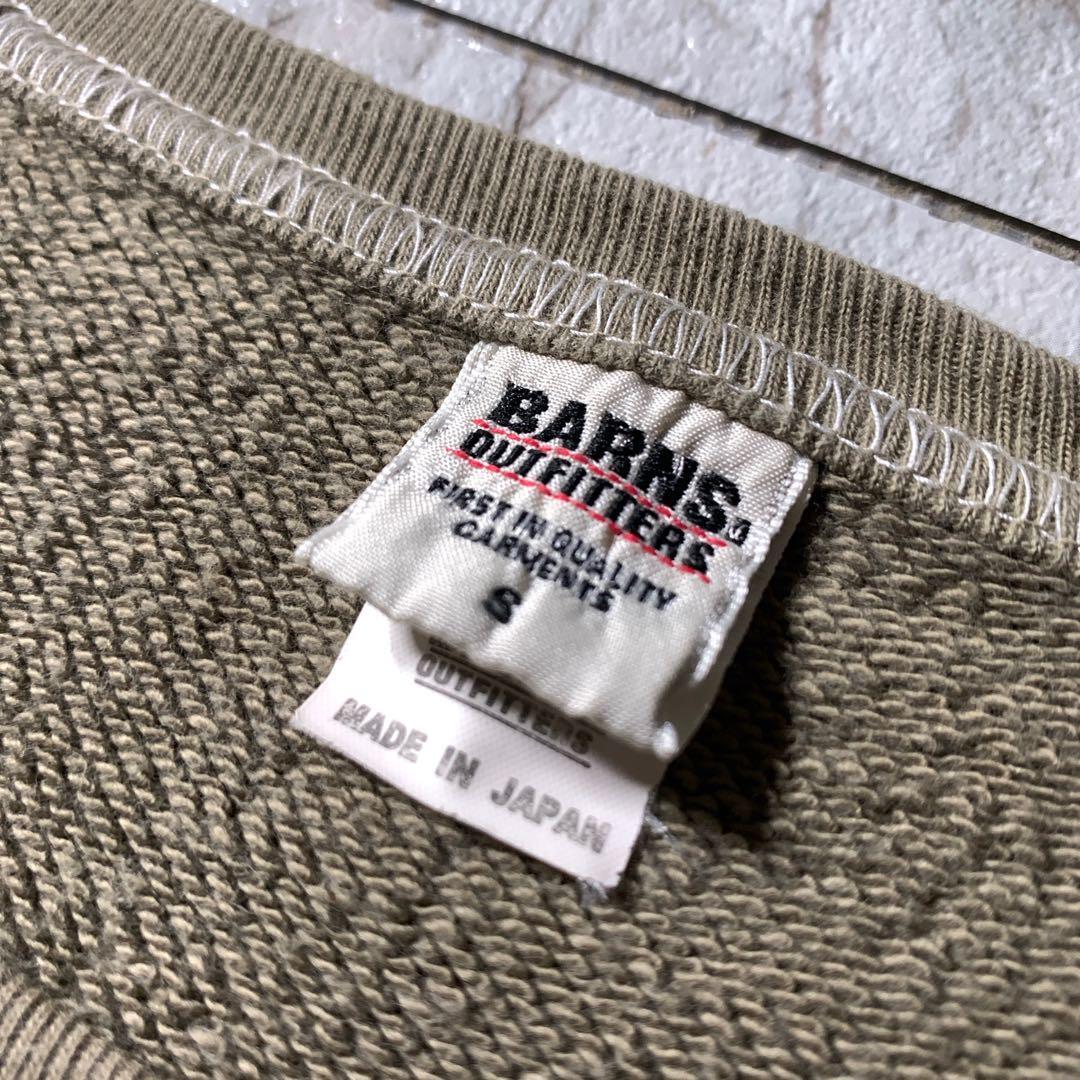 BARNS
OUTFITTERS
FIRST IN QUALITY
GARMENTS
S
OUTFITTERS
MADE IN JAPAN